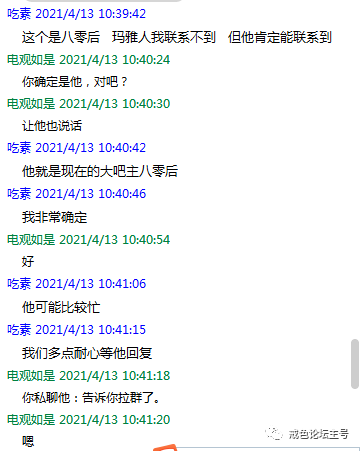 吃素 2021/4/13 10:39:42
这个是八零后 玛雅人我联系不到 但他肯定能联系到
电观如是 2021/4/13 10:40:24
你确定是他，对吧？
电观如是 2021/4/13 10:40:30
让他也说话
吃素 2021/4/13 10:40:42
他就是现在的大吧主八零后
吃素 2021/4/13 10:40:46
我非常确定
电观如是 2021/4/13 10:40:54
好
吃素 2021/4/13 10:41:06
他可能比较忙
吃素 2021/4/13 10:41:15
我们多点耐心等他回复
电观如是 2021/4/13 10:41:18
你私聊他：告诉你拉群了。
电观如是 2021/4/13 10:41:20
嗯
戒色论坛主号